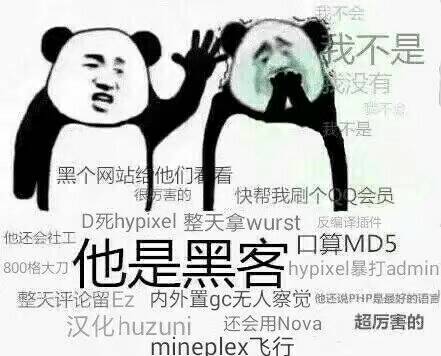 我不会
我不是
我没有
我不会
我不是
黑个网站给他们看看
很厉害的
快帮我刷个QQ会员
D死hypixel
整天拿wurst
反编译插件
他还会社工
他是黑客
口算MD5
800格大刀
hypixel暴打admin
整天评论留Ez
内外置gc无人察觉
他还说PHP是最好的语言
汉化huzuni
还会用Nova
超厉害的
mineplex飞行